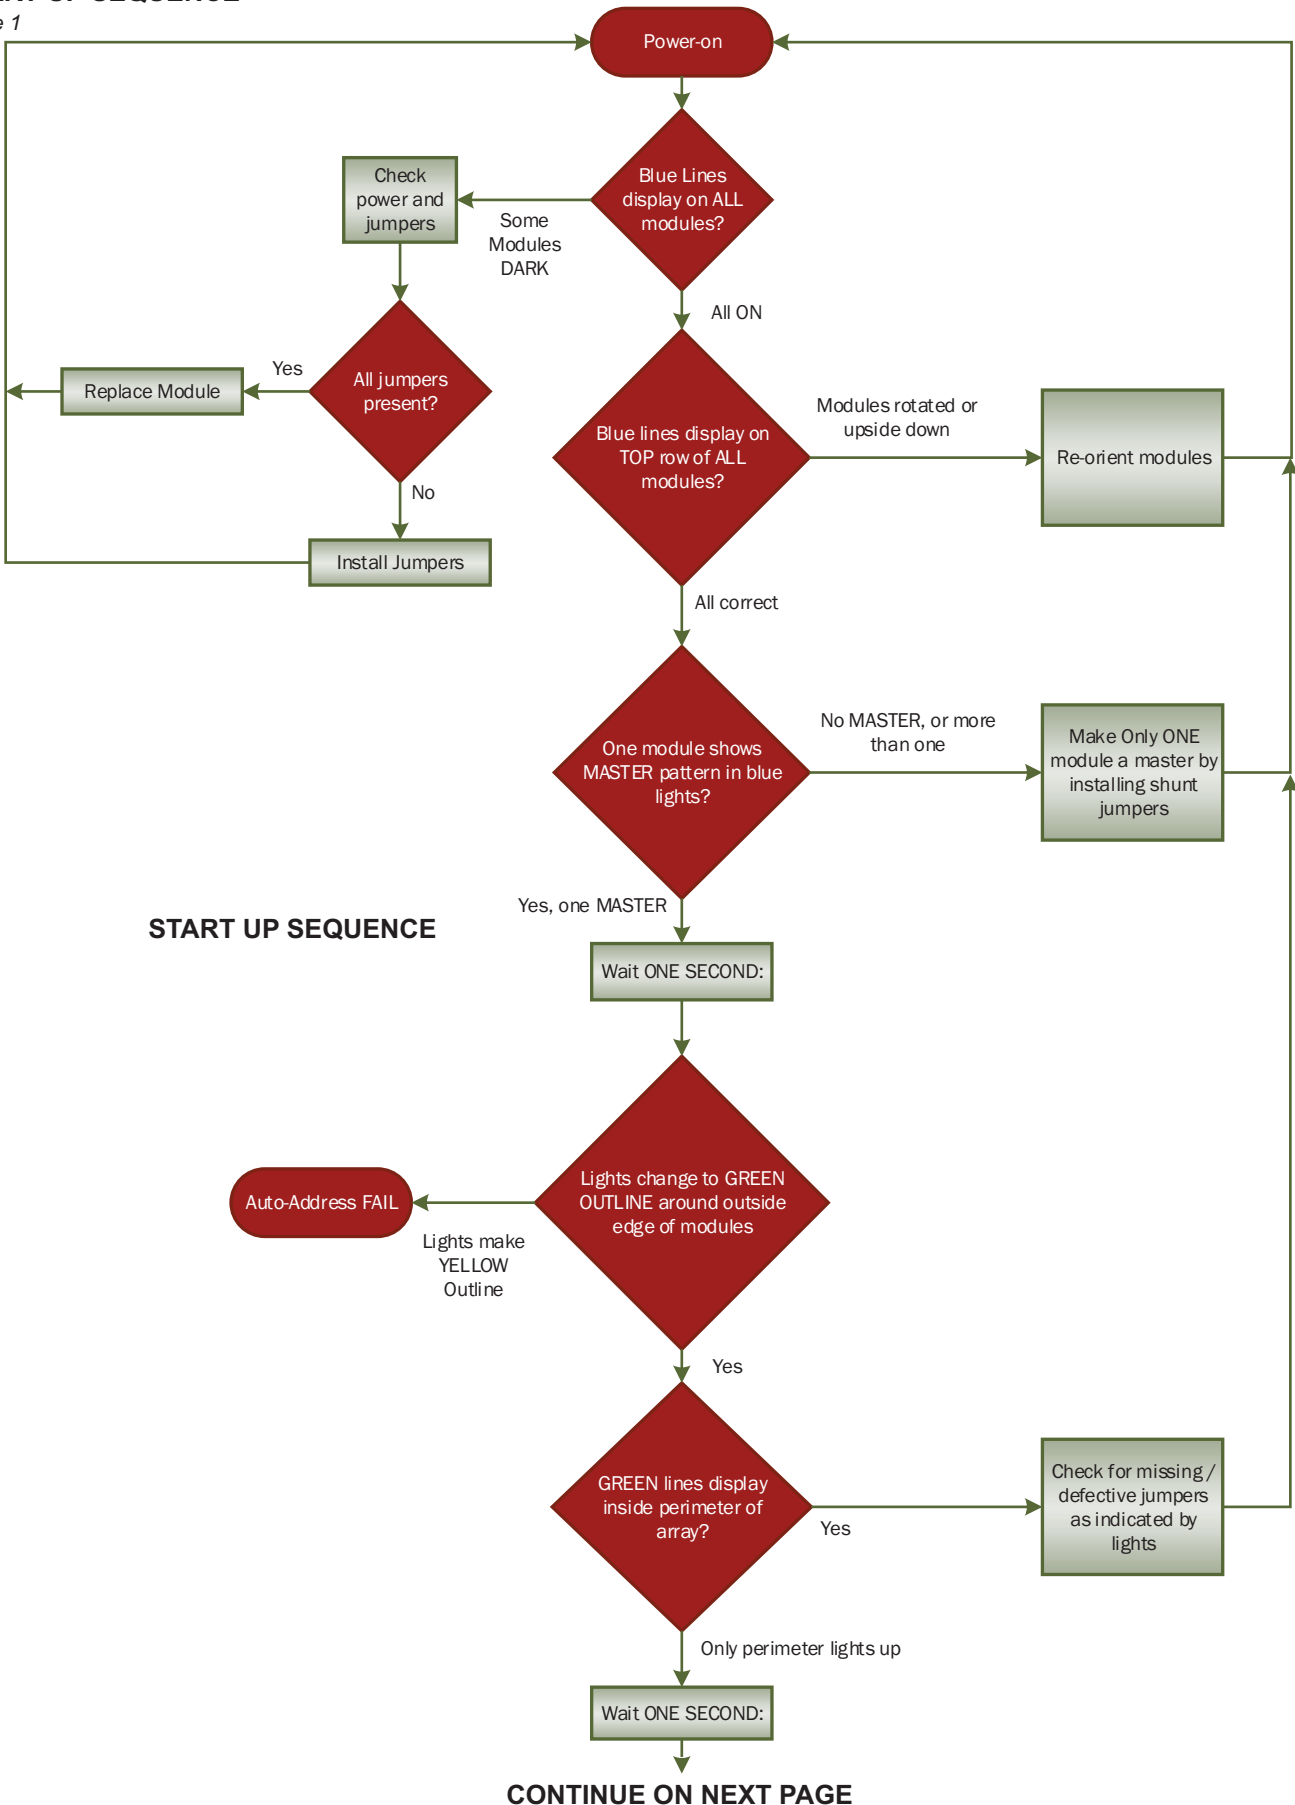 UP SEQUENCE
1
Power-on
Blue Lines
display on ALL
modules?
Check
power and
jumpers
Some
Modules
DARK
All ON
All jumpers
present?
Yes
Replace Module
No
Install Jumpers
Blue lines display on
TOP row of ALL
modules?
Modules rotated or
upside down
Re-orient modules
All correct
One module shows
MASTER pattern in blue
lights?
No MASTER, or more
than one
Make Only ONE
module a master by
installing shunt
jumpers
Yes, one MASTER
START UP SEQUENCE
Wait ONE SECOND:
Lights change to GREEN
OUTLINE around outside
edge of modules
Auto-Address FAIL
Lights make
YELLOW
Outline
Yes
GREEN lines display
inside perimeter of
array?
Yes
Check for missing /
defective jumpers
as indicated by
lights
Only perimeter lights up
Wait ONE SECOND:
CONTINUE ON NEXT PAGE